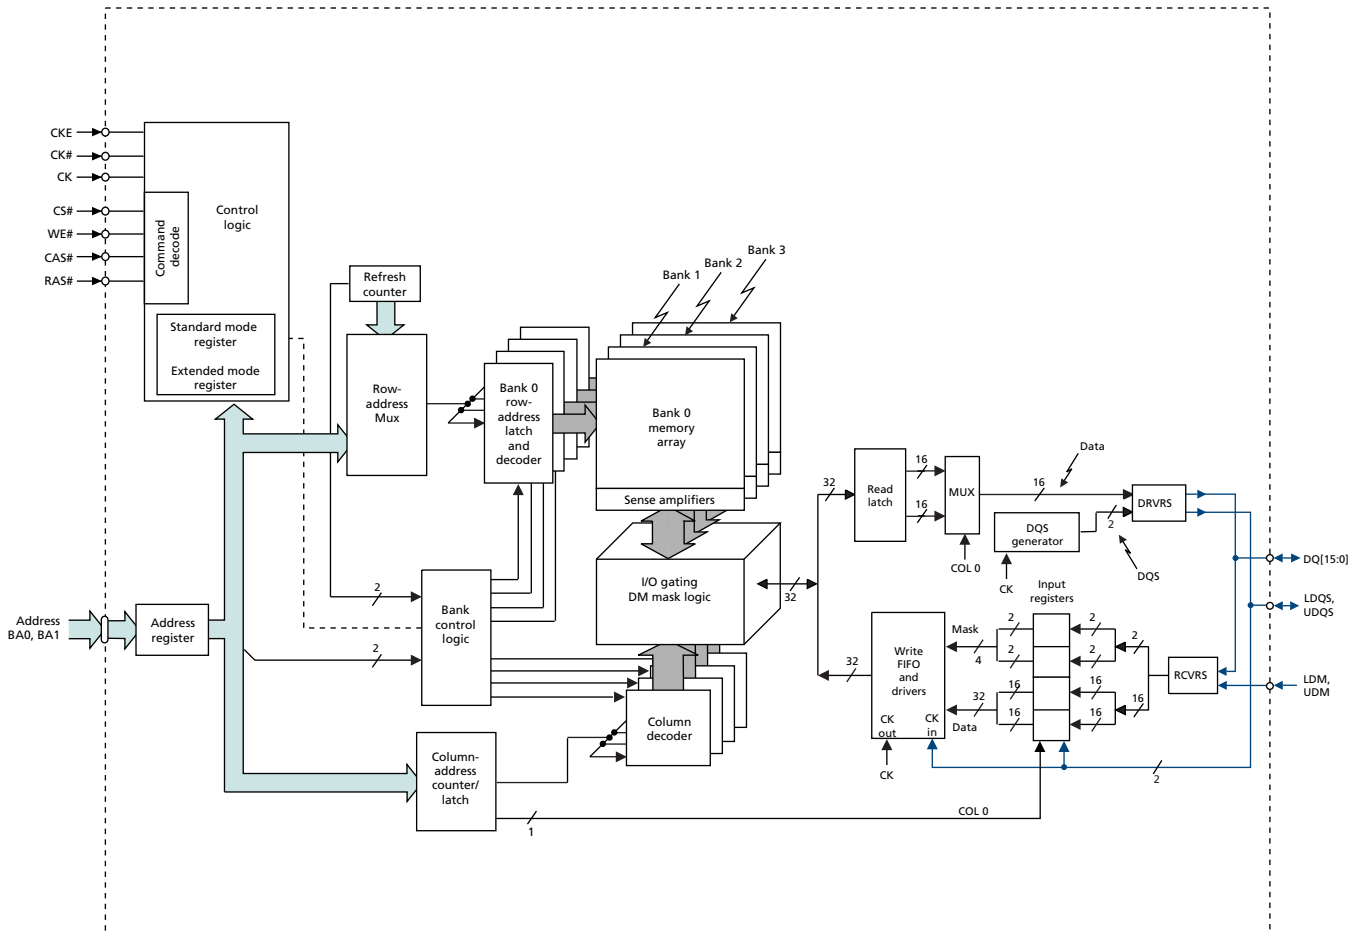 CKE
CK#
CK
CS#
WE#
CAS#
RAS#
Command
decode
Control
logic
Standard mode
register
Extended mode
register
Refresh
counter
Row-
address
Mux
Bank 0
row-
address
latch
and
decoder
Bank 1
Bank 2
Bank 3
Bank 0
memory
array
Sense amplifiers
I/O gating
DM mask logic
2
2
Bank
control
logic
Address
BA0, BA1
Address
register
Column
decoder
Column-
address
counter/
latch
1
COL 0
32
32
32
Read
latch
16
16
MUX
COL 0
16
Data
DQS
generator
CK
2
DQS
DRVRS
DQ[15:0]
LDQS,
UDQS
LDM,
UDM
RCVRS
Input
registers
Write
FIFO
and
drivers
CK
out
CK
in
CK
Mask
4
32
Data
2
2
16
16
2
2
16
16
2
16
2